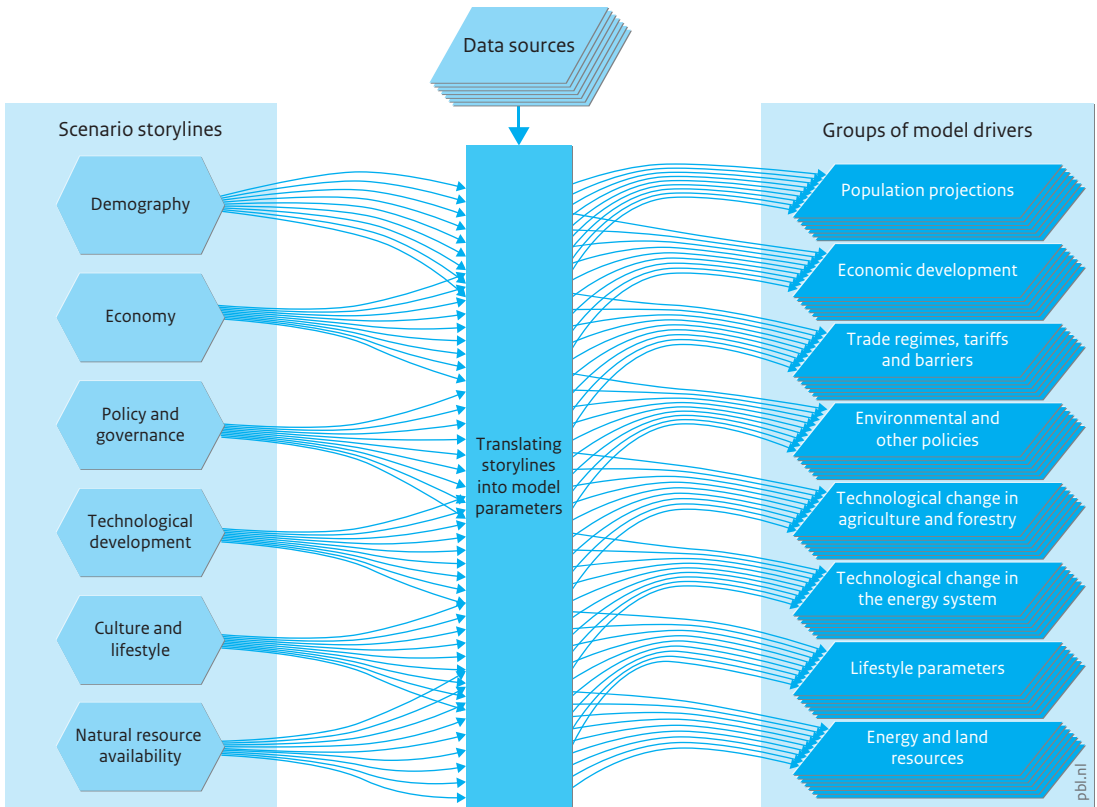 Data sources
Scenario storylines
Demography
Economy
Policy and
governance
Technological
development
Culture and
lifestyle
Natural resource
availability
Translating
storylines
into model
parameters
Groups of model drivers
Population projections
Economic development
Trade regimes, tariffs
and barriers
Environmental and
other policies
Technological change in
agriculture and forestry
Technological change in
the energy system
Lifestyle parameters
Energy and land
resources
pbl.nl